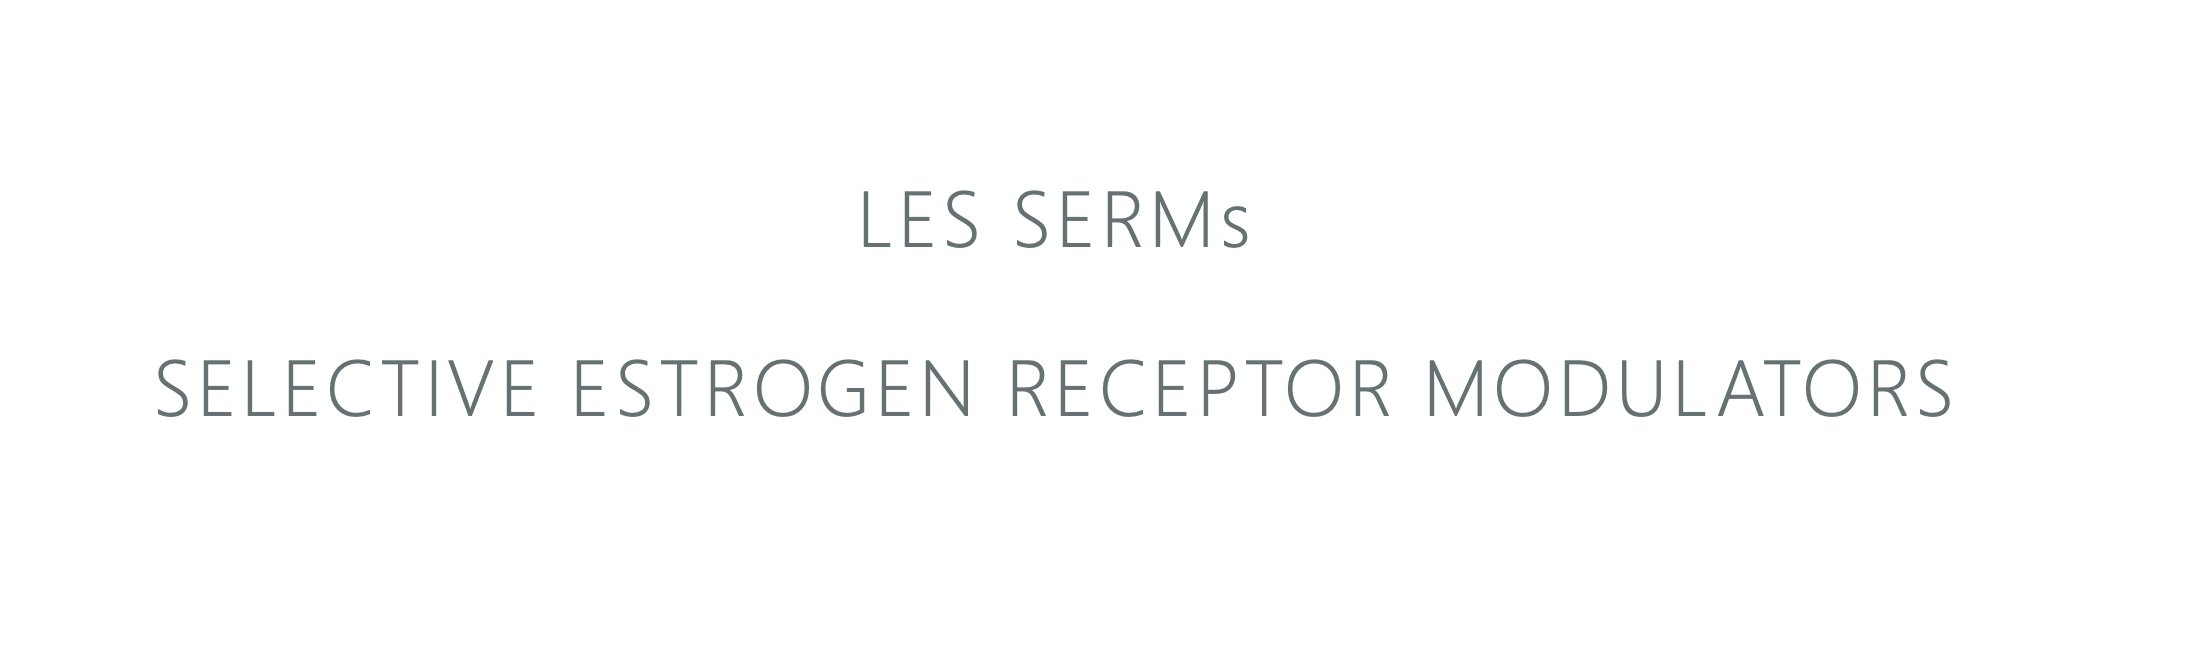 LES SERMs
SELECTIVE ESTROGEN RECEPTOR MODULATORS